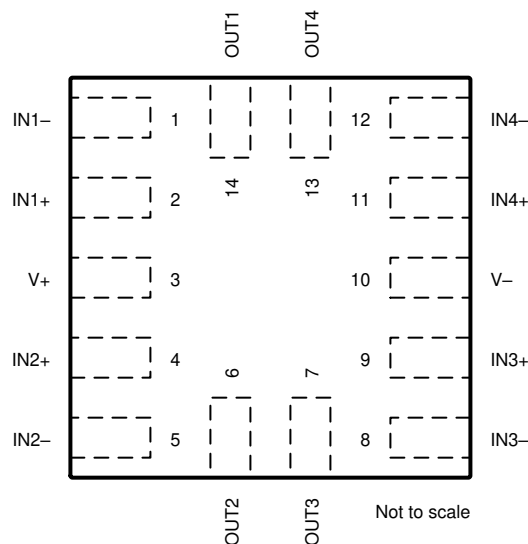 OUT1 OUT4
IN1– 1 12 IN4–
14 13
IN1+ 2 11 IN4+
V+ 3 10 V–
IN2+ 4 6 7 9 IN3+
IN2– 5 8 IN3–
OUT2 OUT3
Not to scale